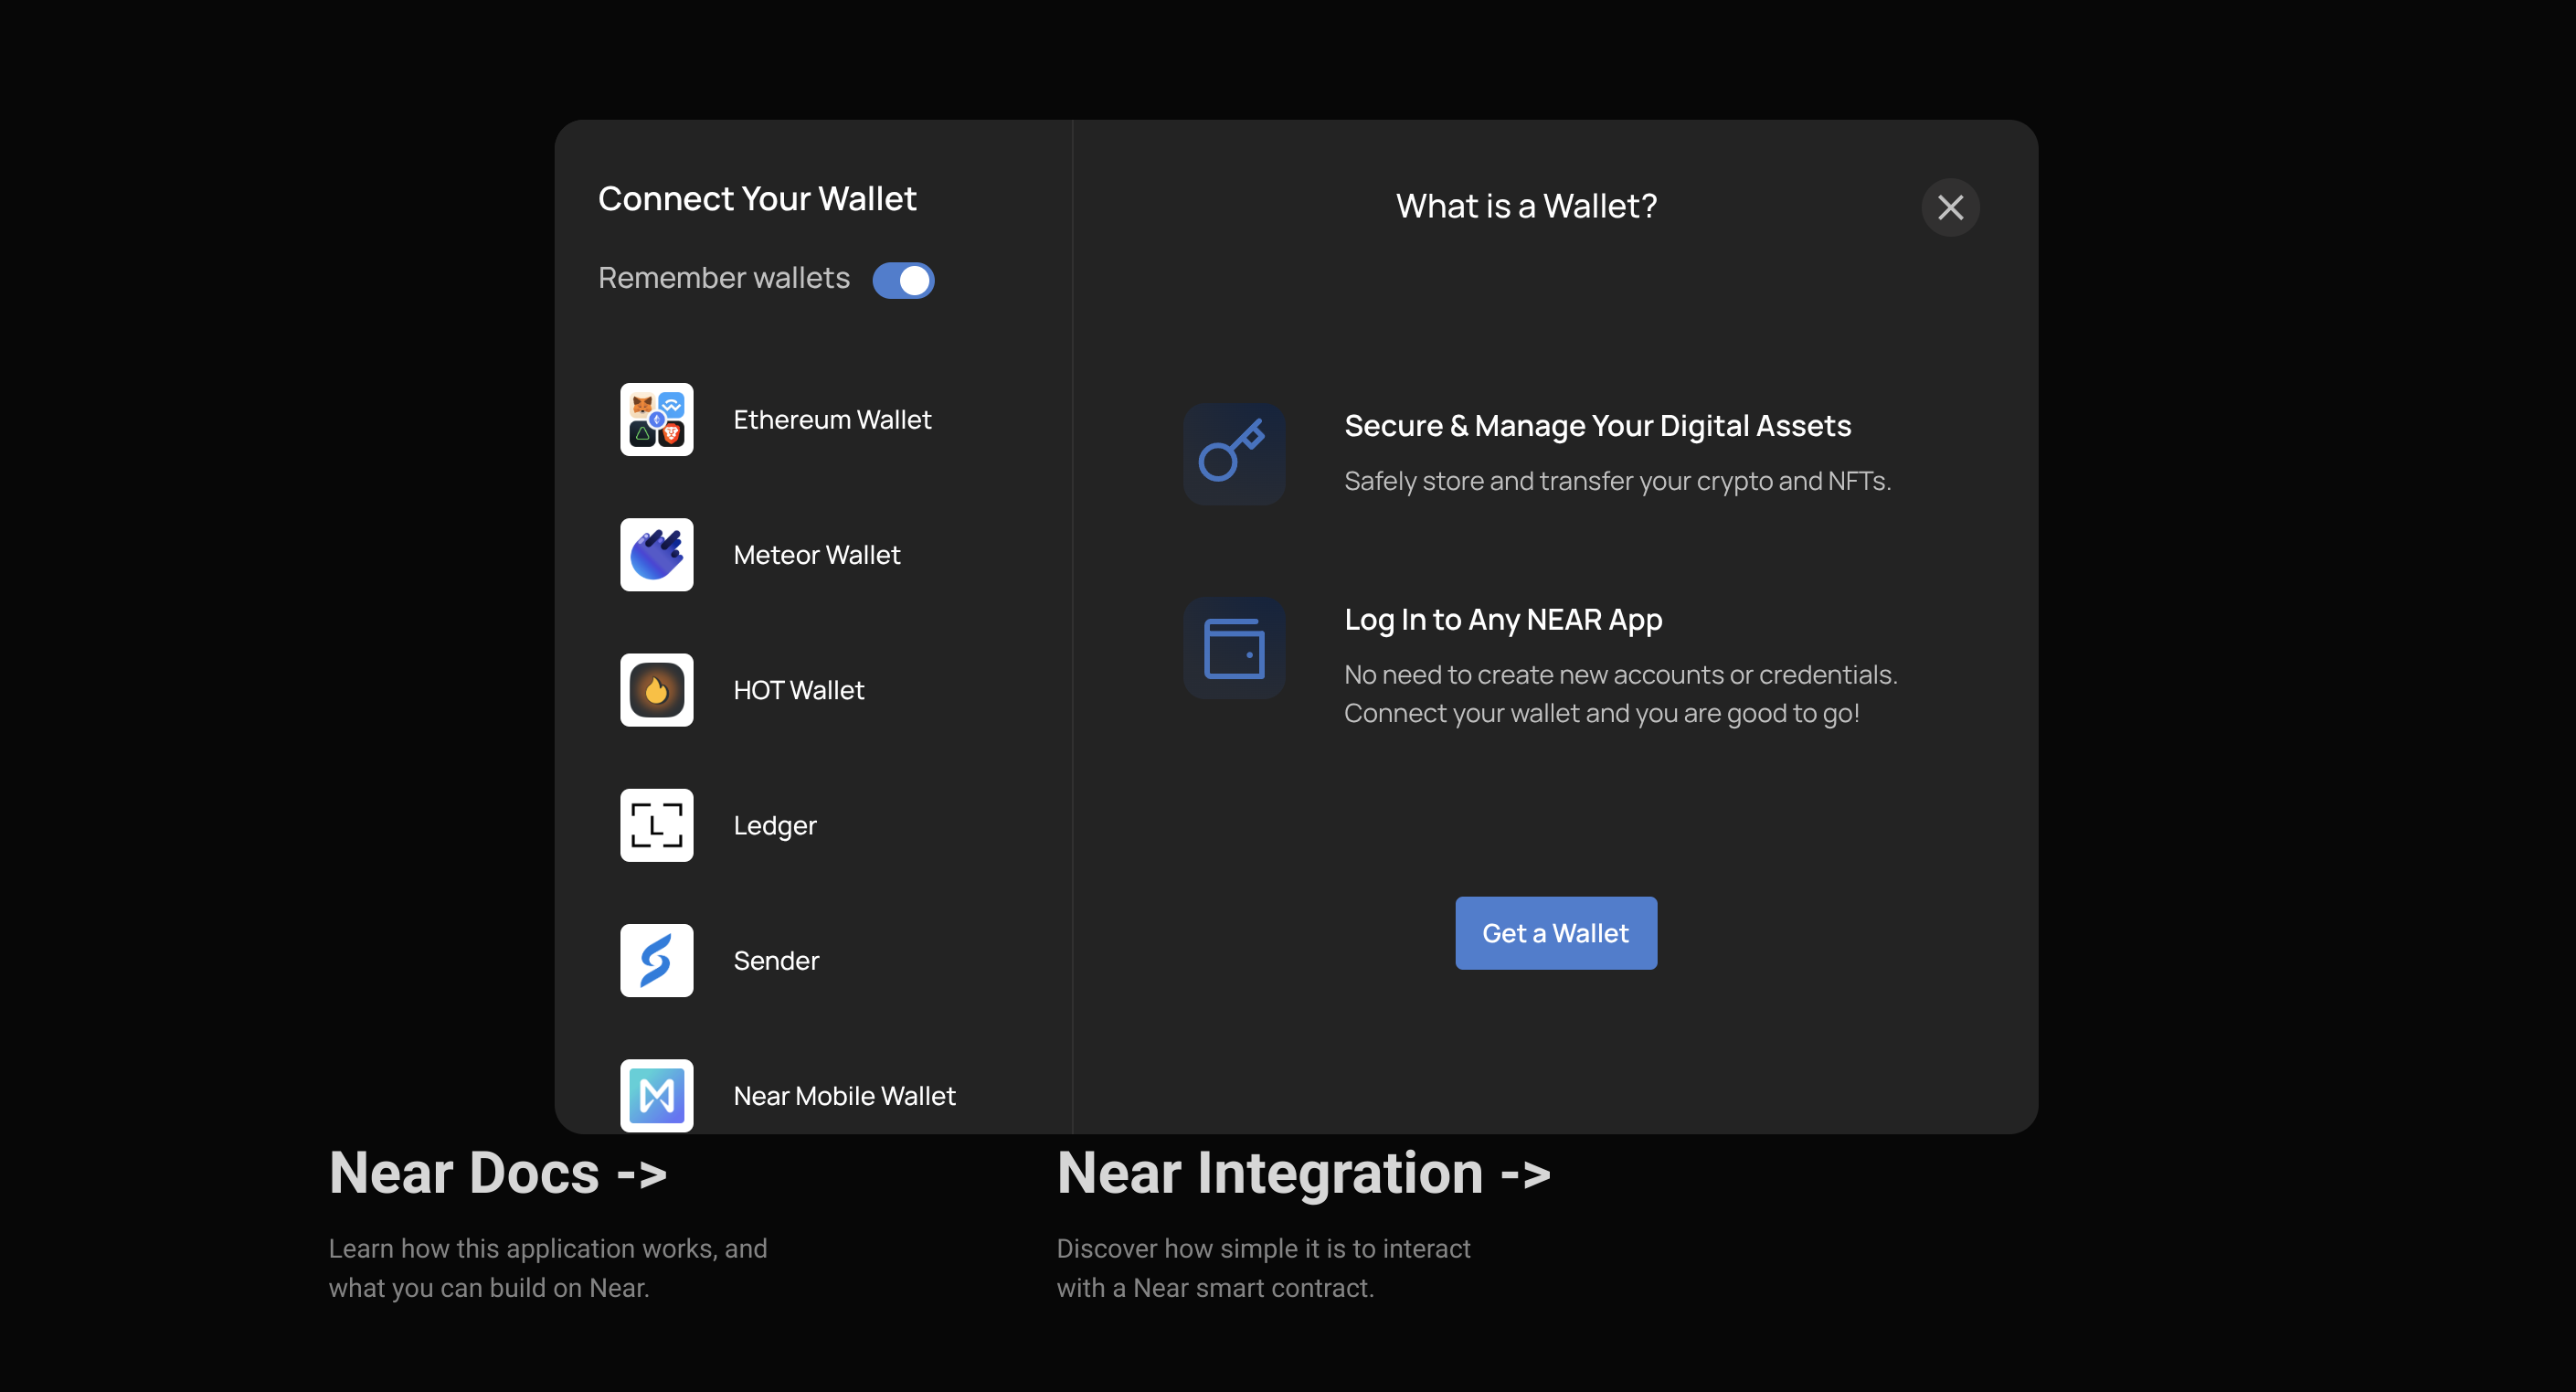 Connect Your Wallet
Remember wallets
Ethereum Wallet
Meteor Wallet
HOT Wallet
L
Ledger
Sender
Near Mobile Wallet
What is a Wallet?
Secure & Manage Your Digital Assets
Safely store and transfer your crypto and NFTs.
Log In to Any NEAR App
No need to create new accounts or credentials.
Connect your wallet and you are good to go!
Get a Wallet
Near Docs ->
Learn how this application works, and
what you can build on Near.
Near Integration ->
Discover how simple it is to interact
with a Near smart contract.